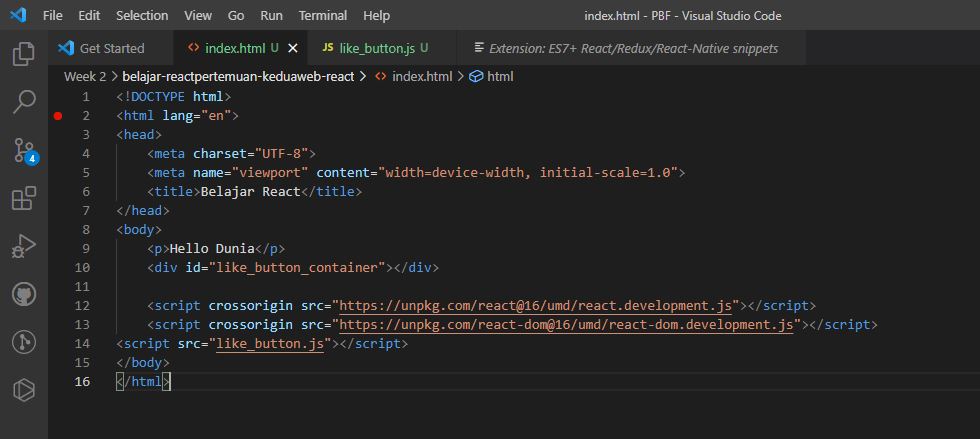 File Edit Selection View Go Run Terminal Help index.html - PBF - Visual Studio Code
Get Started index.html U JS like_button.js U Extension: ES7+ React/Redux/React-Native snippets
Week 2 > belajar-reactpertemuan-keduaweb-react > index.html > html
1 <!DOCTYPE html>
2 <html lang="en">
3 <head>
4 <meta charset="UTF-8">
5 <meta name="viewport" content="width=device-width, initial-scale=1.0">
6 <title>Belajar React</title>
7 </head>
8 <body>
9 <p>Hello Dunia</p>
10 <div id="like_button_container"></div>
11
12 <script crossorigin src="https://unpkg.com/react@16/umd/react.development.js"></script>
13 <script crossorigin src="https://unpkg.com/react-dom@16/umd/react-dom.development.js"></script>
14 <script src="like_button.js"></script>
15 </body>
16 </html>
4